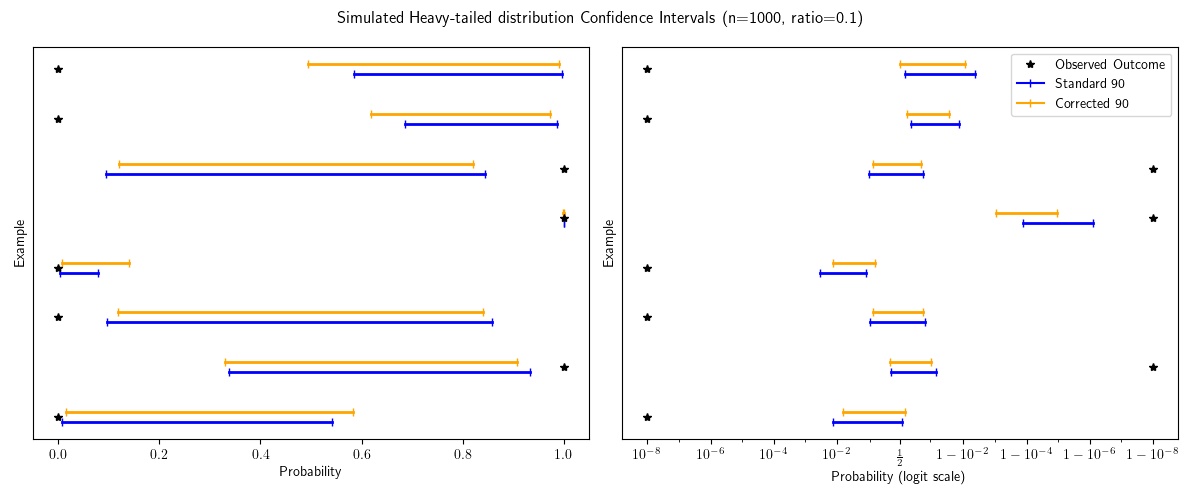 Simulated Heavy-tailed distribution Confidence Intervals (n=1000, ratio=0.1)
Example
0.0 0.2 0.4 0.6 0.8 1.0
Probability
Example
Observed Outcome
Standard 90
Corrected 90
10⁻⁸ 10⁻⁶ 10⁻⁴ 10⁻² 1/2 1 − 10⁻² 1 − 10⁻⁴ 1 − 10⁻⁶ 1 − 10⁻⁸
Probability (logit scale)